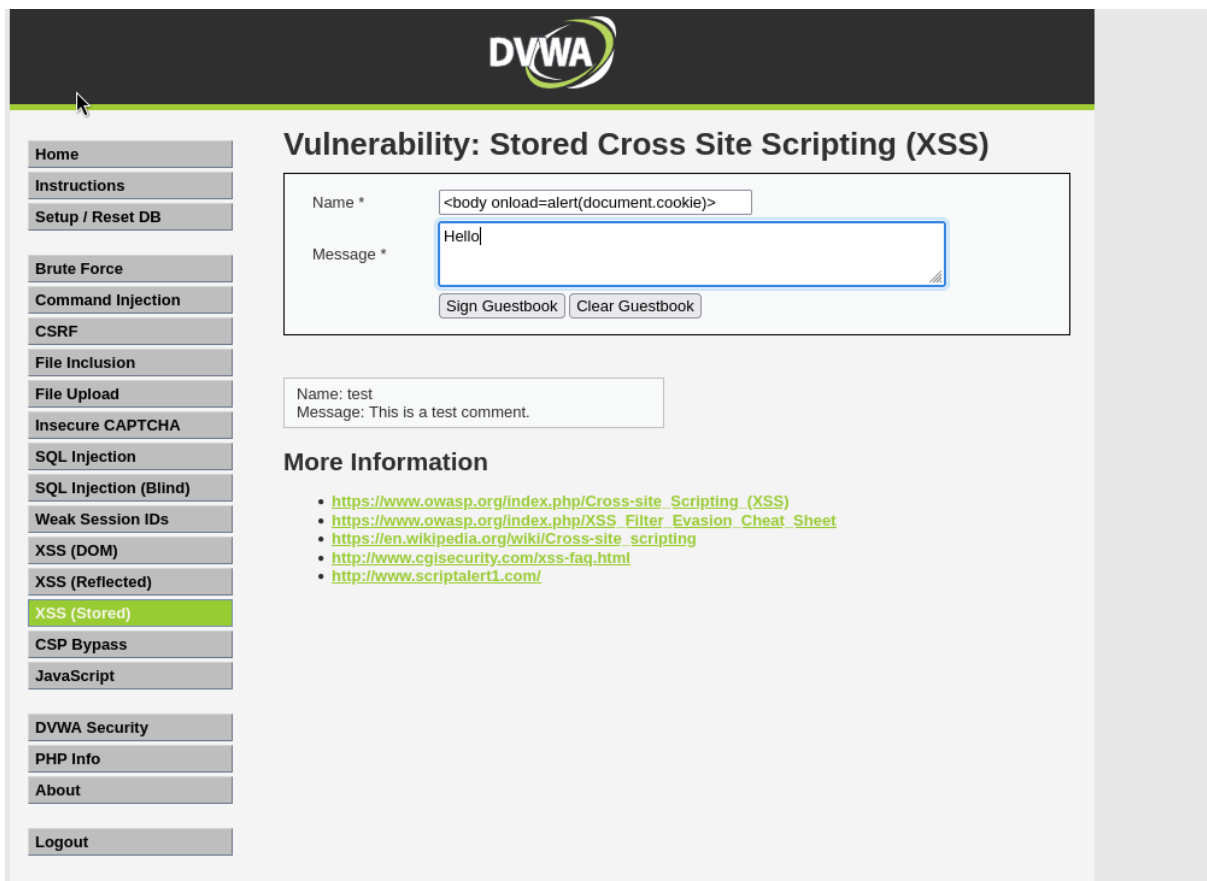 DVWA
Home
Instructions
Setup / Reset DB
Brute Force
Command Injection
CSRF
File Inclusion
File Upload
Insecure CAPTCHA
SQL Injection
SQL Injection (Blind)
Weak Session IDs
XSS (DOM)
XSS (Reflected)
XSS (Stored)
CSP Bypass
JavaScript
DVWA Security
PHP Info
About
Logout
Vulnerability: Stored Cross Site Scripting (XSS)
Name * <body onload=alert(document.cookie)>
Message * Hello
Sign Guestbook Clear Guestbook
Name: test
Message: This is a test comment.
More Information
https://www.owasp.org/index.php/Cross-site_Scripting_(XSS)
https://www.owasp.org/index.php/XSS_Filter_Evasion_Cheat_Sheet
https://en.wikipedia.org/wiki/Cross-site_scripting
http://www.cgisecurity.com/xss-faq.html
http://www.scriptalert1.com/